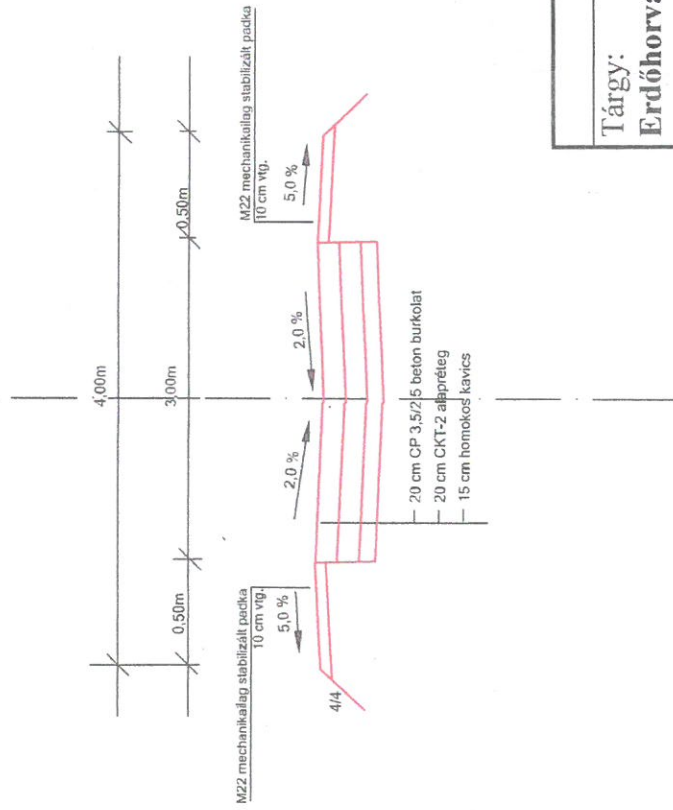 4,00m
0,50m
3,00m
0,50m
M22 mechanikailag stabilizált padka
10 cm vtg.
5,0 %
2,0 %
2,0 %
M22 mechanikailag stabilizált padka
10 cm vtg.
5,0 %
4/4
20 cm CP 3,5/2,5 beton burkolat
20 cm CKT-2 alapréteg
15 cm homokos kavics
Tárgy:
Erdőhorva